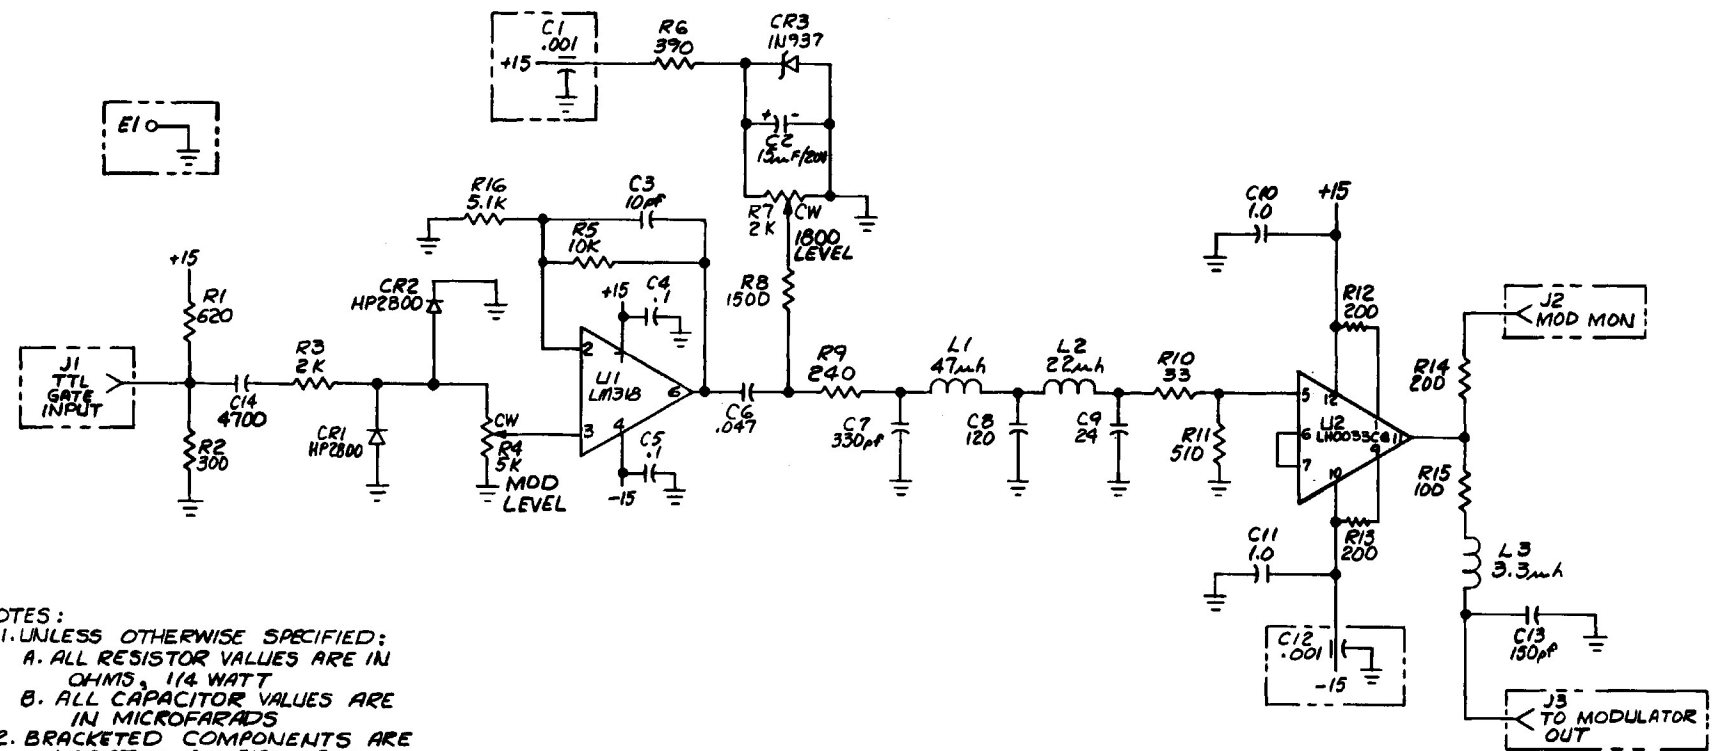 C1
.001
+15
R6
390
CR3
1N937
E1
+ -
C2
R16
5.1K
C3
10pf
R7
2K
CW
1800
LEVEL
C10
1.0
+15
R5
10K
+15
R1
620
CR2
HP2800
+15
C4
.1
R8
1500
R12
200
J2
MOD MON
J1
TTL
GATE
INPUT
R3
2K
C14
4700
R2
300
CR1
HP2800
CW
R4
5K
MOD
LEVEL
2
3
U1
LM318
6
4
C5
.1
-15
C6
.047
R9
240
C7
330pf
L1
47uh
C8
120
L2
22uh
C9
24
R10
33
R11
510
5
6
7
12
U2
11
9
10
R14
200
R15
100
R13
200
C11
1.0
C12
.001
-15
L3
3.3uh
C13
150pf
J3
TO MODULATOR
OUT
OTES:
1. UNLESS OTHERWISE SPECIFIED:
A. ALL RESISTOR VALUES ARE IN
OHMS, 1/4 WATT
B. ALL CAPACITOR VALUES ARE
IN MICROFARADS
2. BRACKETED COMPONENTS ARE